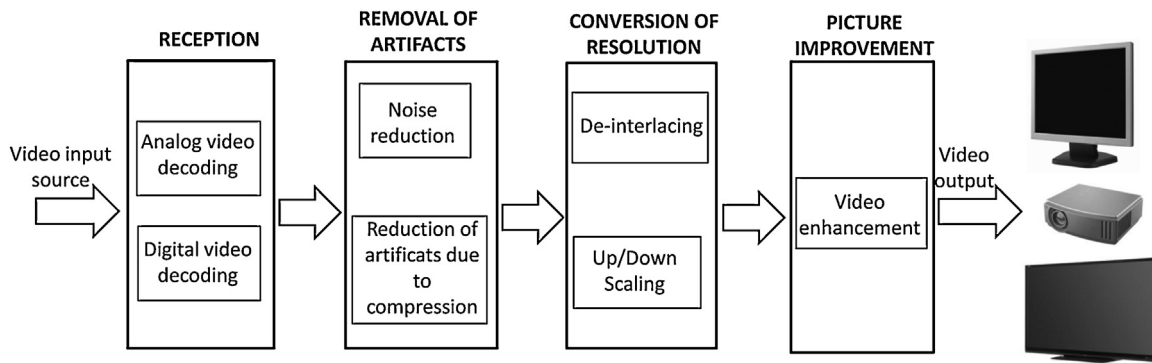 RECEPTION
REMOVAL OF
ARTIFACTS
CONVERSION OF
RESOLUTION
PICTURE
IMPROVEMENT
Video input
source
Analog video
decoding
Digital video
decoding
Noise
reduction
Reduction of
artificats due
to
compression
De-interlacing
Up/Down
Scaling
Video
enhancement
Video
output